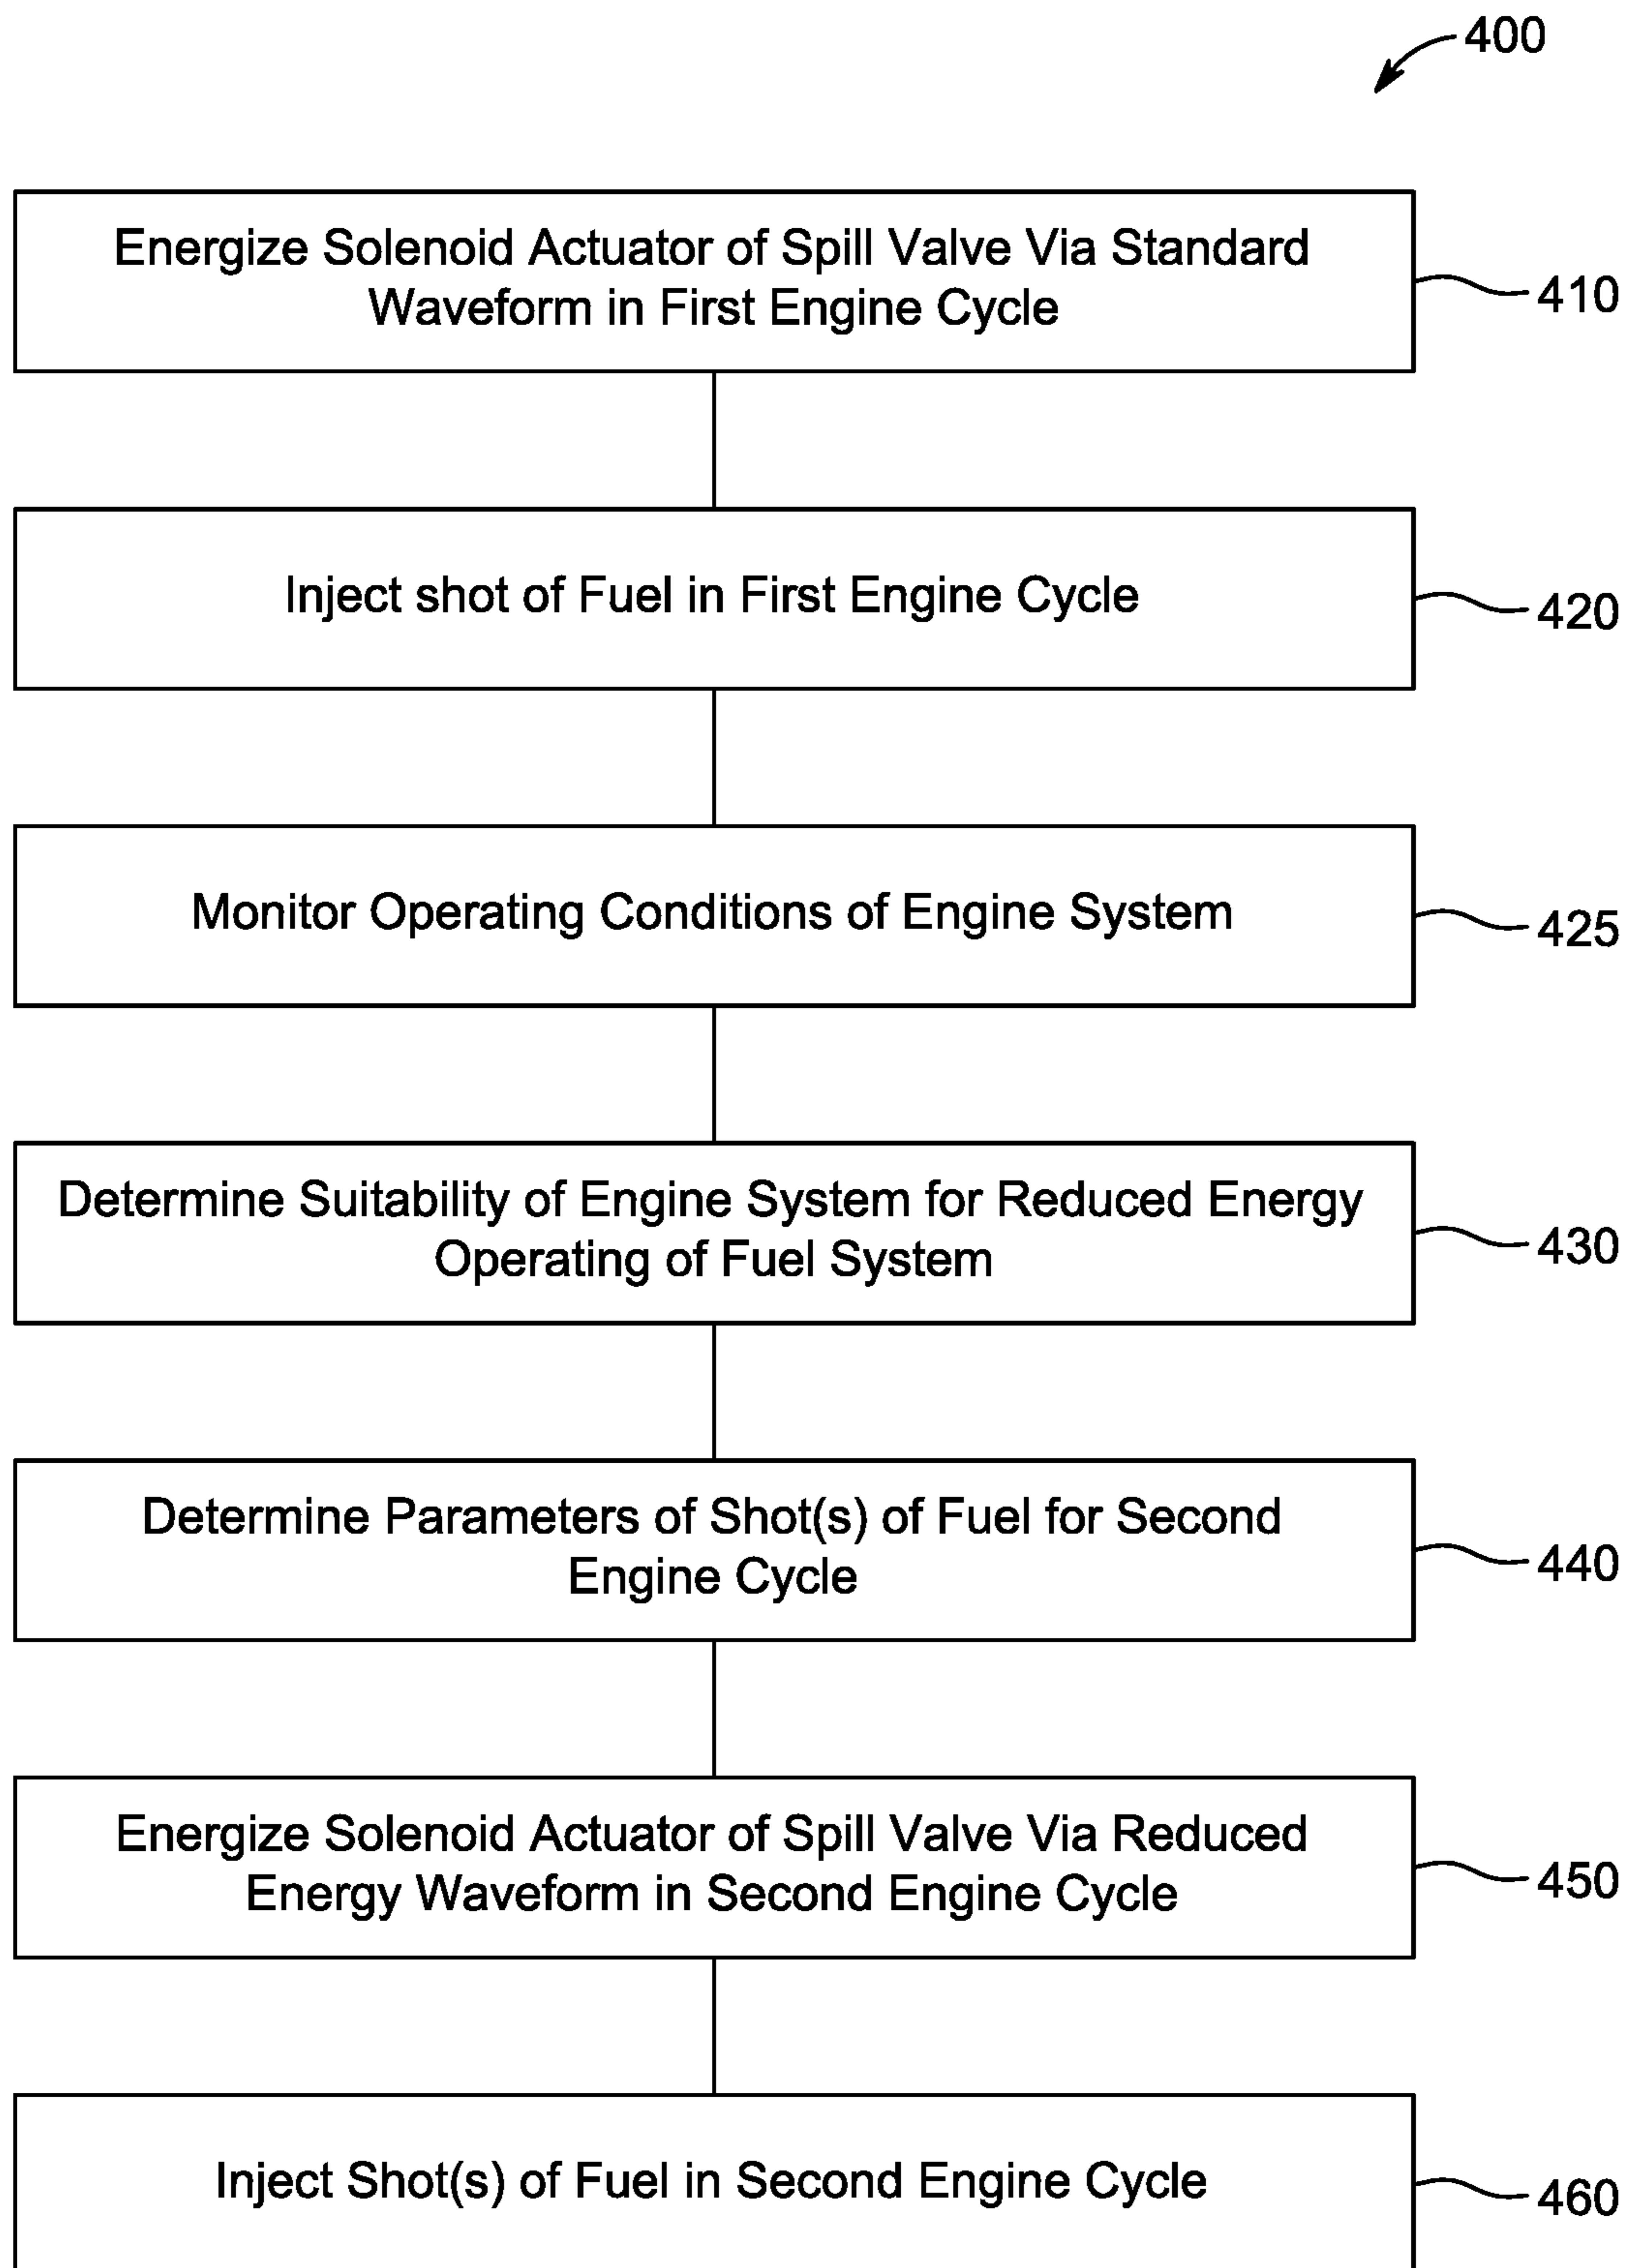 400
Energize Solenoid Actuator of Spill Valve Via Standard
Waveform in First Engine Cycle
410
Inject shot of Fuel in First Engine Cycle
420
Monitor Operating Conditions of Engine System
425
Determine Suitability of Engine System for Reduced Energy
Operating of Fuel System
430
Determine Parameters of Shot(s) of Fuel for Second
Engine Cycle
440
Energize Solenoid Actuator of Spill Valve Via Reduced
Energy Waveform in Second Engine Cycle
450
Inject Shot(s) of Fuel in Second Engine Cycle
460